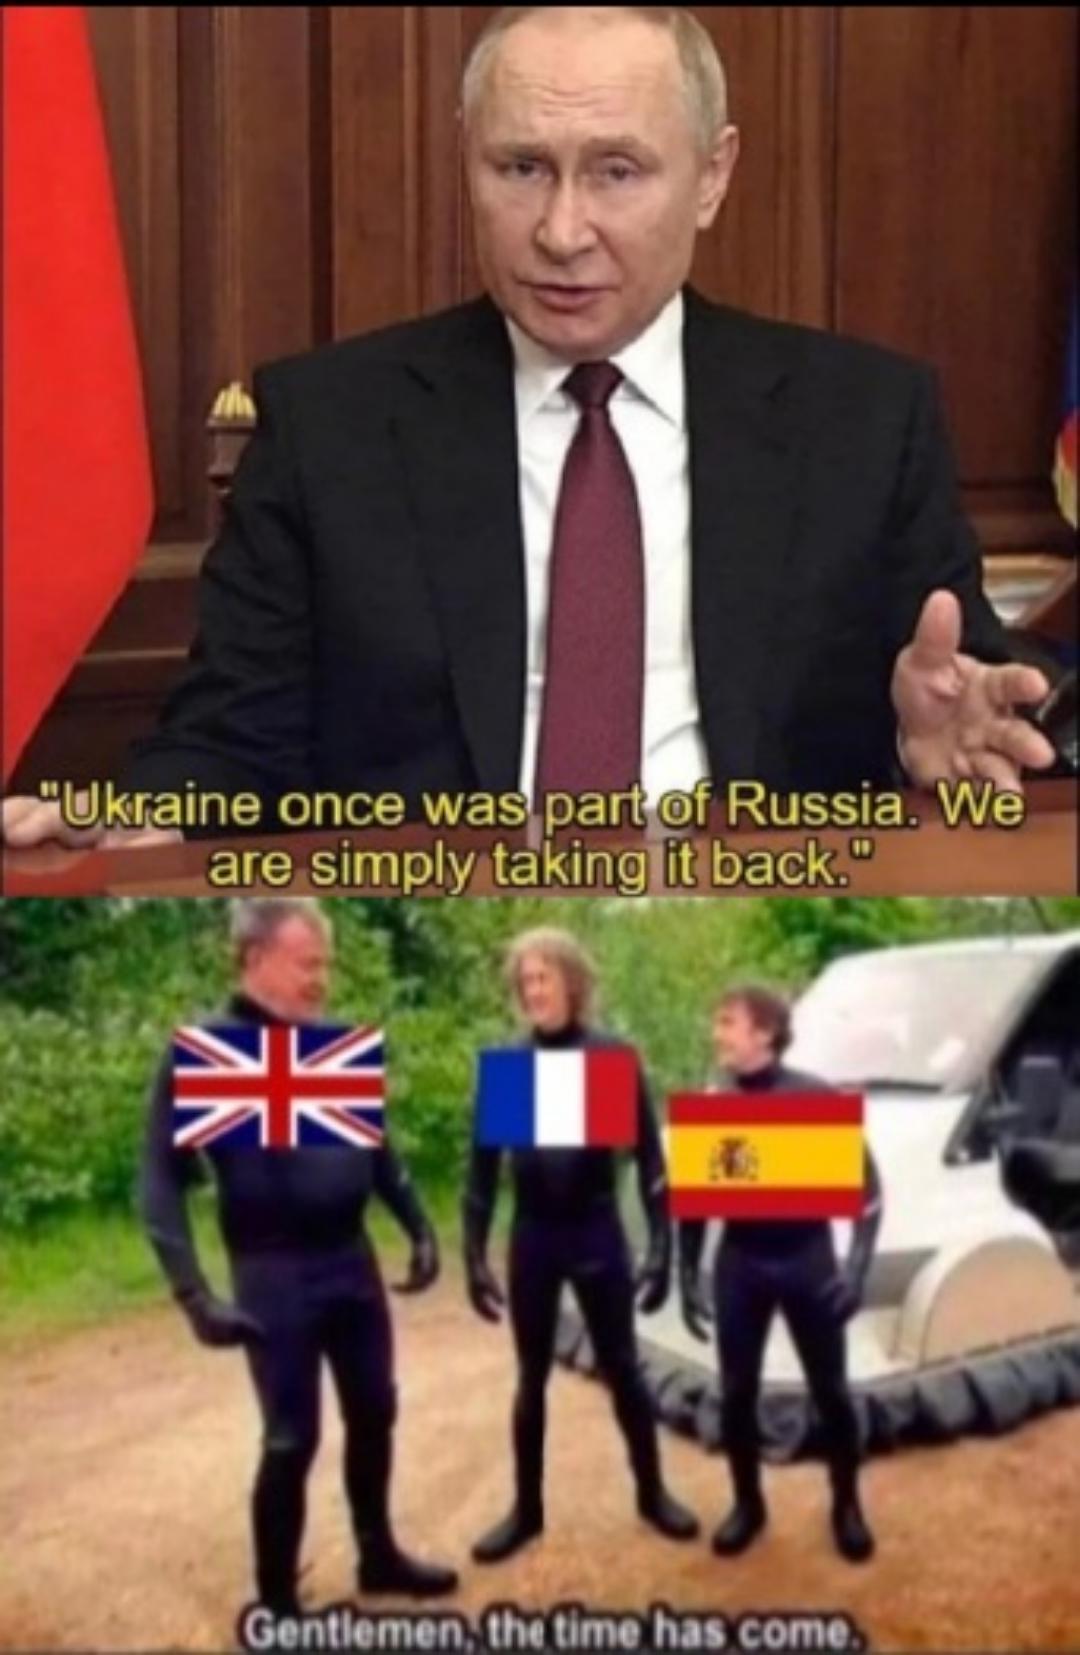 "Ukraine once was part of Russia. We
are simply taking it back."
Gentlemen, the time has come.